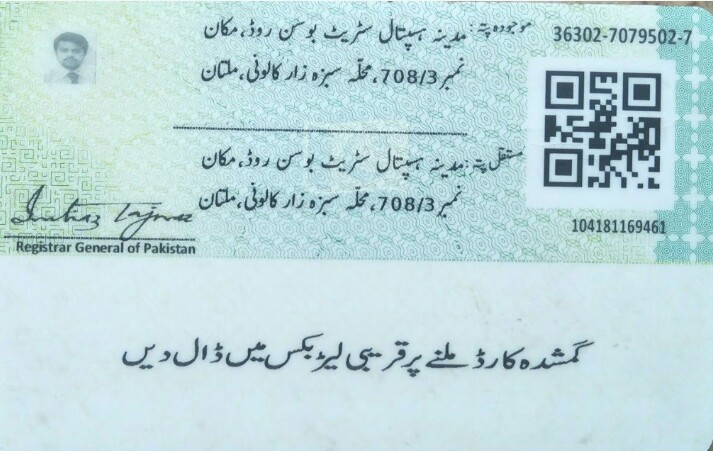 36302-7079502-7
موجودہ پتہ: مدینہ ہسپتال سٹریٹ بوسن روڈ، مکان
نمبر 708/3، محلہ سبزہ زار کالونی، ملتان
مستقل پتہ: مدینہ ہسپتال سٹریٹ بوسن روڈ، مکان
نمبر 708/3، محلہ سبزہ زار کالونی، ملتان
104181169461
Registrar General of Pakistan
گمشدہ کارڈ ملنے پر قریبی لیٹر بکس میں ڈال دیں